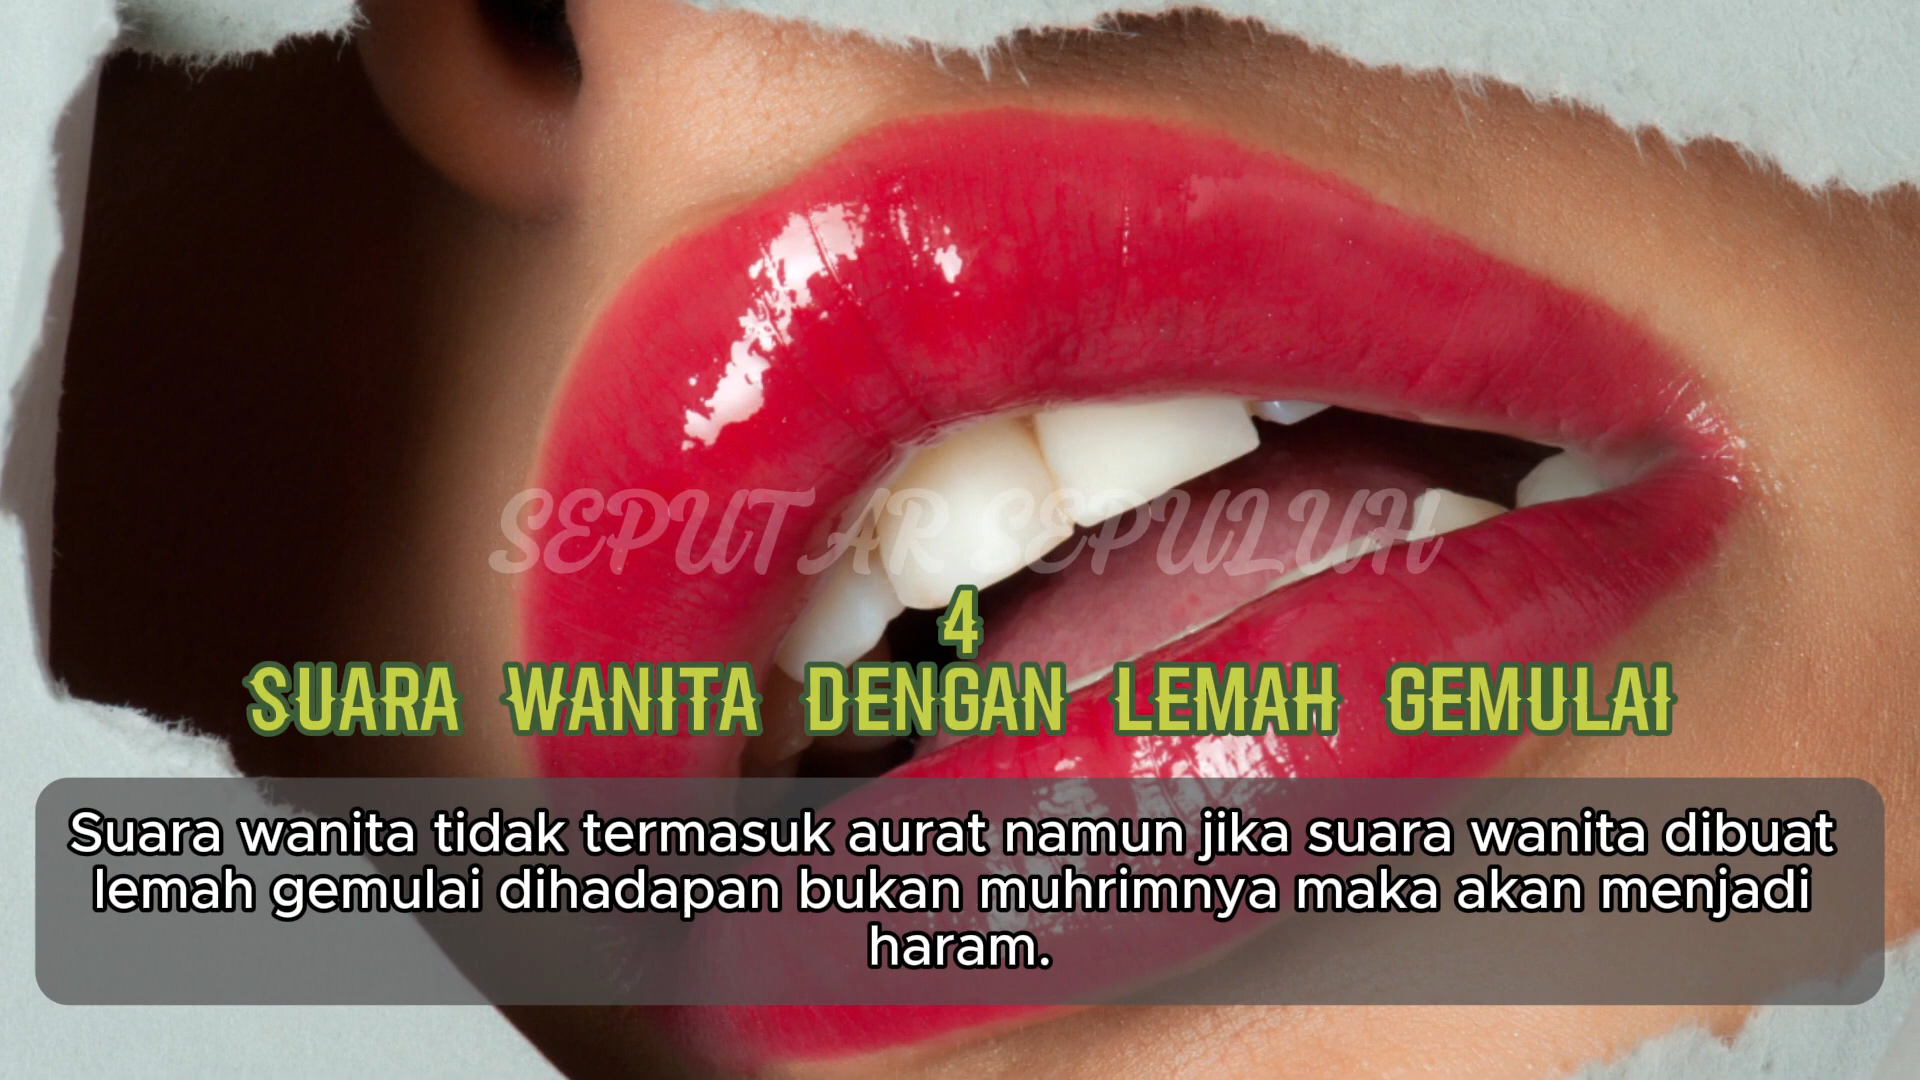 SEPUTAR SEPULUH
4
SUARA WANITA DENGAN LEMAH GEMULAI
Suara wanita tidak termasuk aurat namun jika suara wanita dibuat
lemah gemulai dihadapan bukan muhrimnya maka akan menjadi
haram.